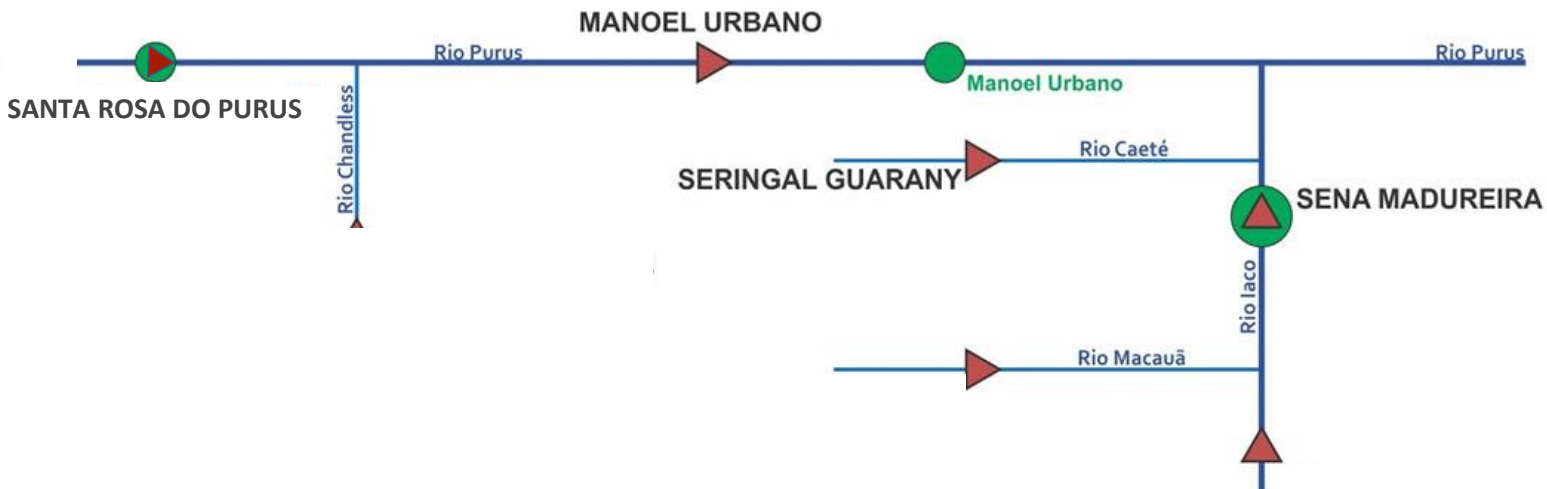 MANOEL URBANO
Rio Purus
Rio Purus
Manoel Urbano
SANTA ROSA DO PURUS
Rio Chandless
Rio Caeté
SERINGAL GUARANY
SENA MADUREIRA
Rio Iaco
Rio Macauã